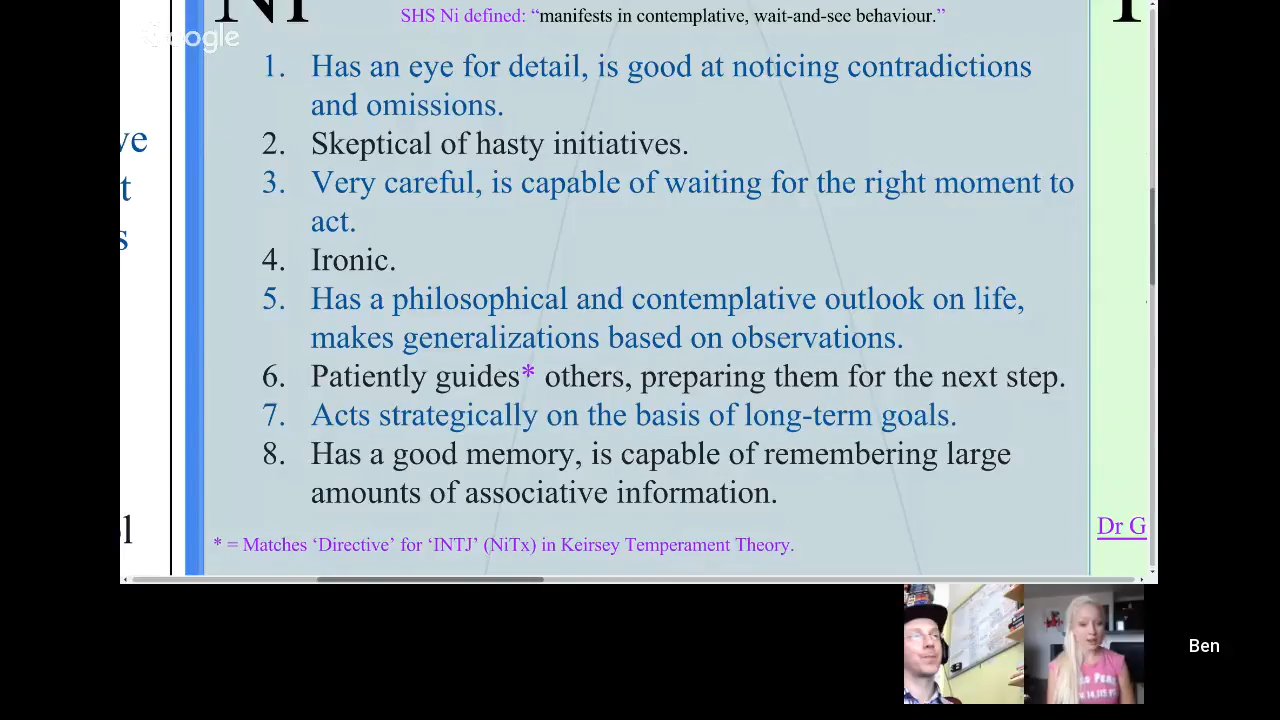 Ni
SHS Ni defined: “manifests in contemplative, wait-and-see behaviour.”
Google
1. Has an eye for detail, is good at noticing contradictions
and omissions.
2. Skeptical of hasty initiatives.
3. Very careful, is capable of waiting for the right moment to
act.
4. Ironic.
5. Has a philosophical and contemplative outlook on life,
makes generalizations based on observations.
6. Patiently guides* others, preparing them for the next step.
7. Acts strategically on the basis of long-term goals.
8. Has a good memory, is capable of remembering large
amounts of associative information.
* = Matches ‘Directive’ for ‘INTJ’ (NiTx) in Keirsey Temperament Theory.
ve
t
s
ol
Dr G
Ben